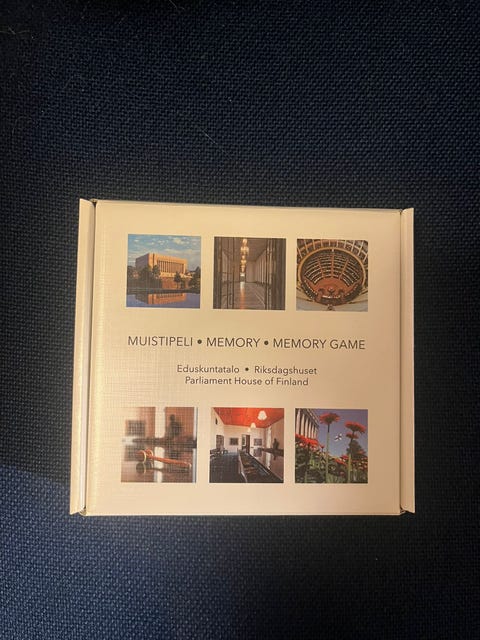 MUISTIPELI • MEMORY • MEMORY GAME
Eduskuntatalo • Riksdagshuset
Parliament House of Finland